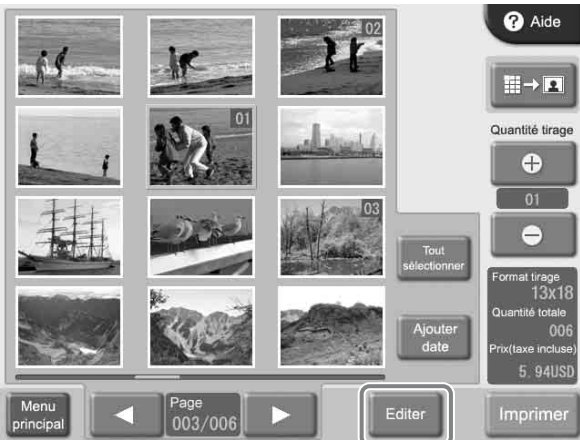 02
? Aide
01
Quantité tirage
01
03
Tout
sélectionner
Format tirage
13x18
Quantité totale
006
Prix(taxe incluse)
5.94USD
Ajouter
date
Menu
principal
Page
003/006
Editer
Imprimer